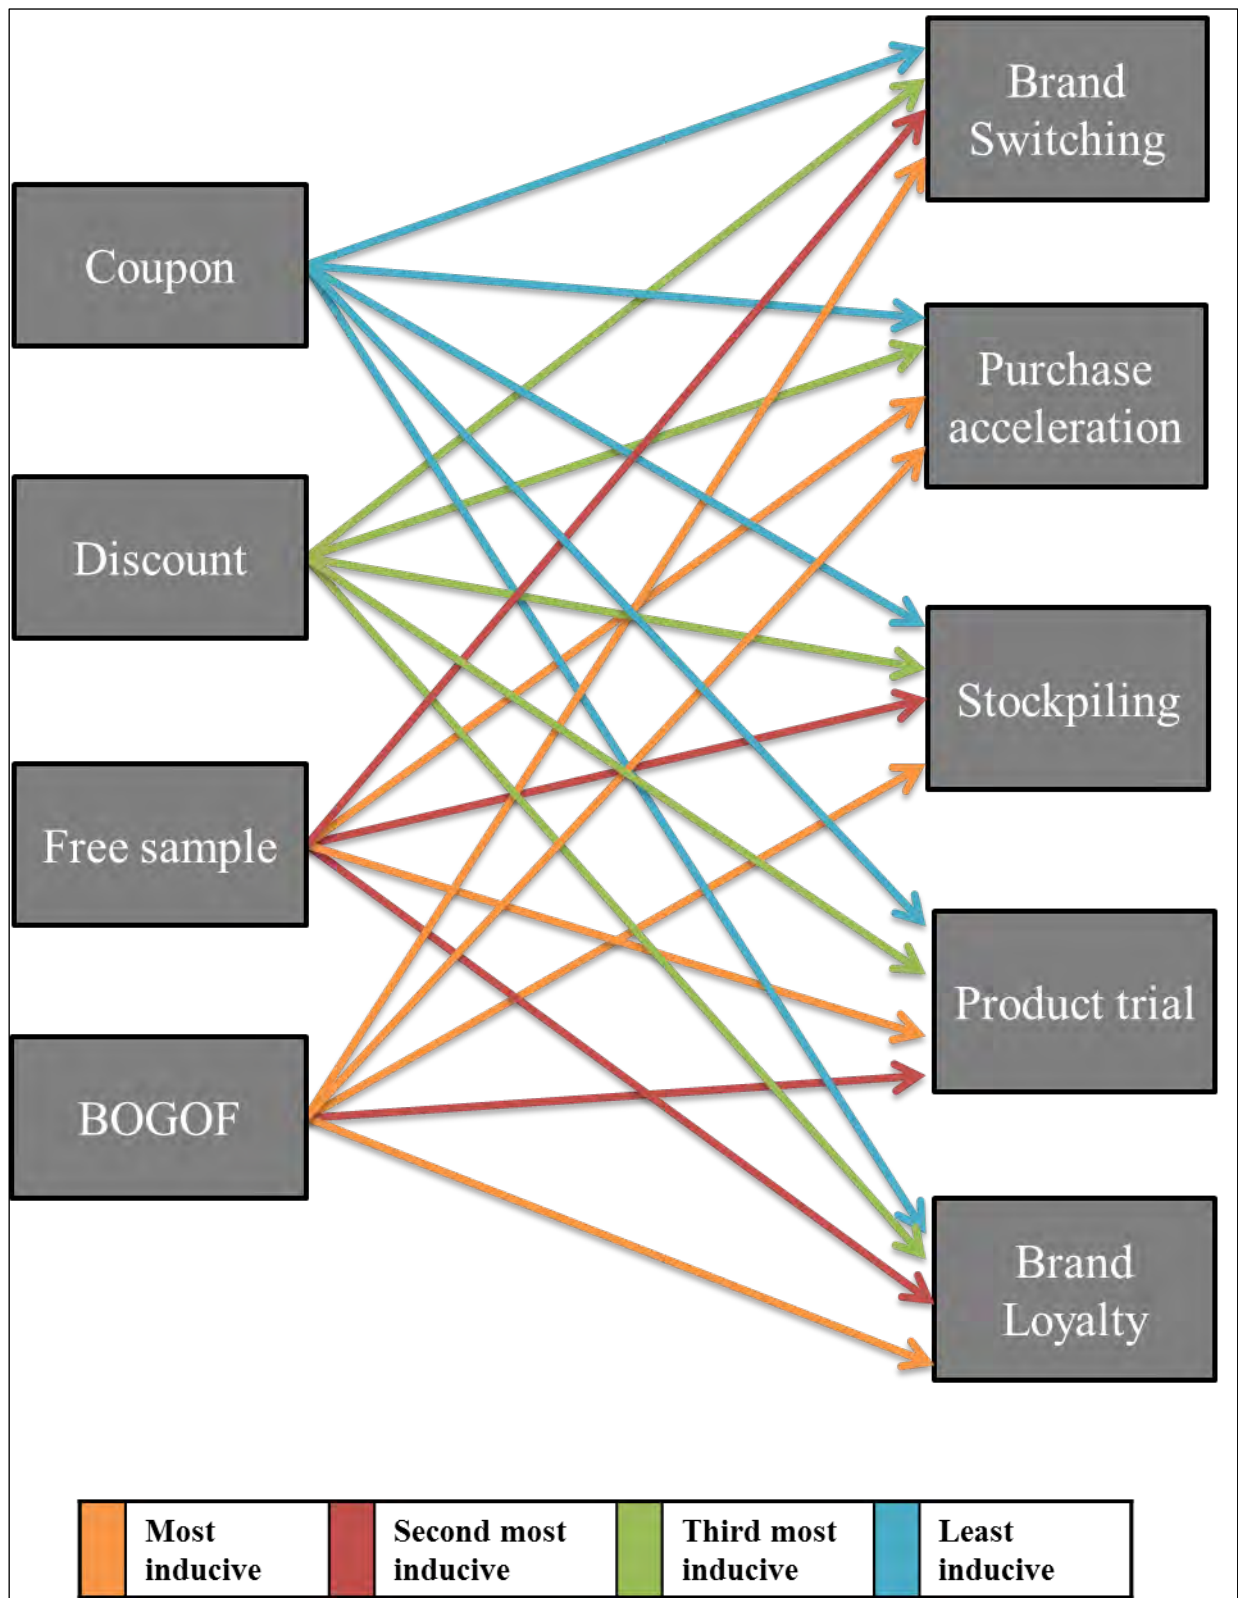 Brand
Switching
Coupon
Purchase
acceleration
Discount
Stockpiling
Free sample
Product trial
BOGOF
Brand
Loyalty
Most
inducive
Second most
inducive
Third most
inducive
Least
inducive